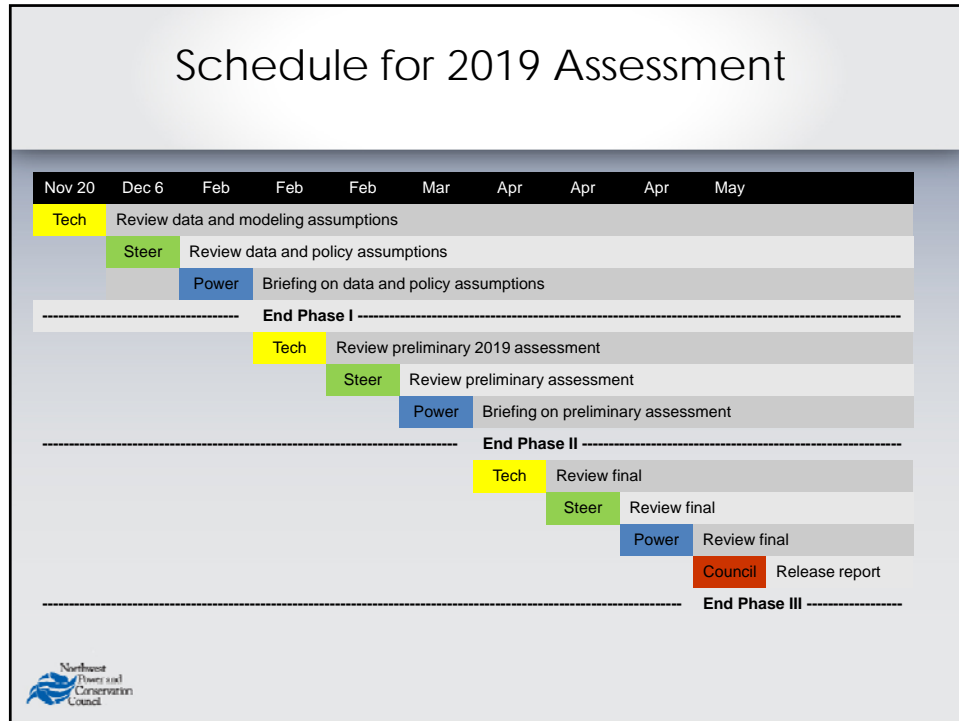 Schedule for 2019 Assessment
Nov 20 Dec 6 Feb Feb Feb Mar Apr Apr Apr May
Tech Review data and modeling assumptions
Steer Review data and policy assumptions
Power Briefing on data and policy assumptions
End Phase I
Tech Review preliminary 2019 assessment
Steer Review preliminary assessment
Power Briefing on preliminary assessment
End Phase II
Tech Review final
Steer Review final
Power Review final
Council Release report
End Phase III
Northwest
Power and
Conservation
Council